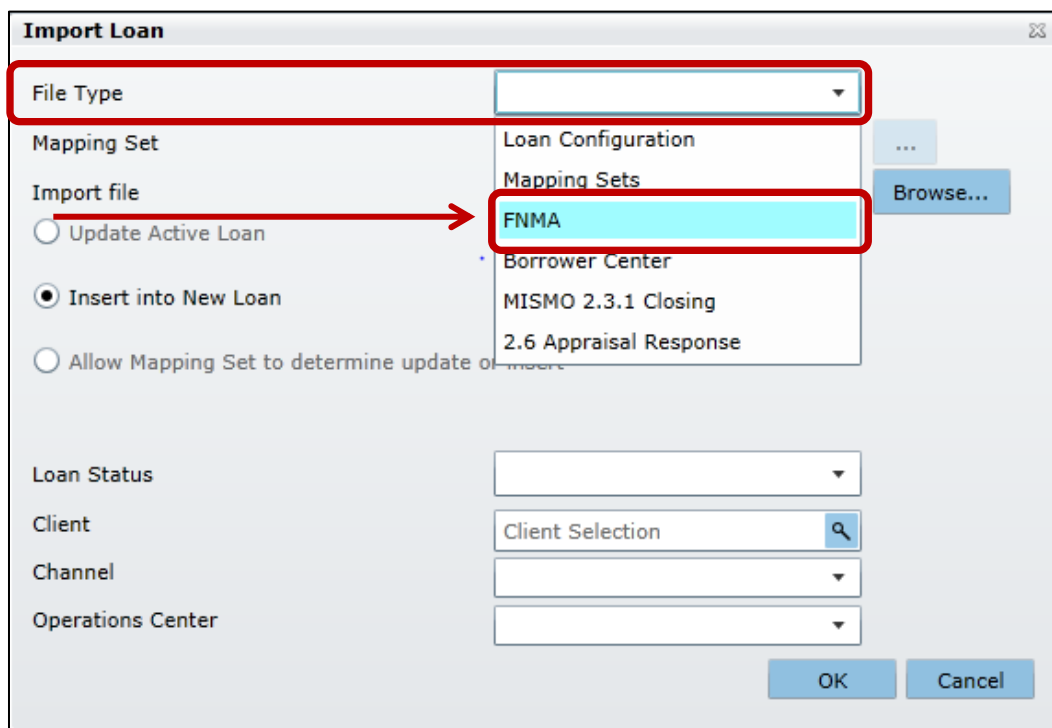 Import Loan
File Type
Mapping Set
Loan Configuration
...
Mapping Sets
Import file
Browse...
FNMA
Update Active Loan
Borrower Center
Insert into New Loan
MISMO 2.3.1 Closing
2.6 Appraisal Response
Allow Mapping Set to determine update or insert
Loan Status
Client
Client Selection
Channel
Operations Center
OK
Cancel